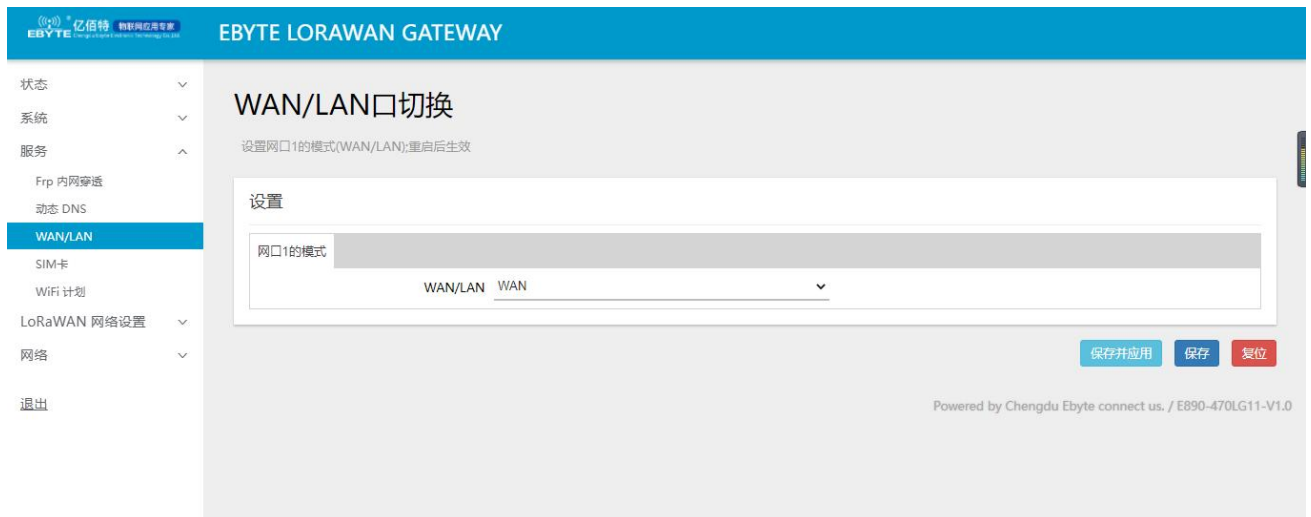 EBYTE 亿佰特 物联网应用专家
EBYTE LORAWAN GATEWAY
状态
系统
服务
Frp 内网穿透
动态 DNS
WAN/LAN
SIM卡
WiFi 计划
LoRaWAN 网络设置
网络
退出
WAN/LAN口切换
设置网口1的模式(WAN/LAN);重启后生效
设置
网口1的模式
WAN/LAN WAN
保存并应用 保存 复位
Powered by Chengdu Ebyte connect us. / E890-470LG11-V1.0